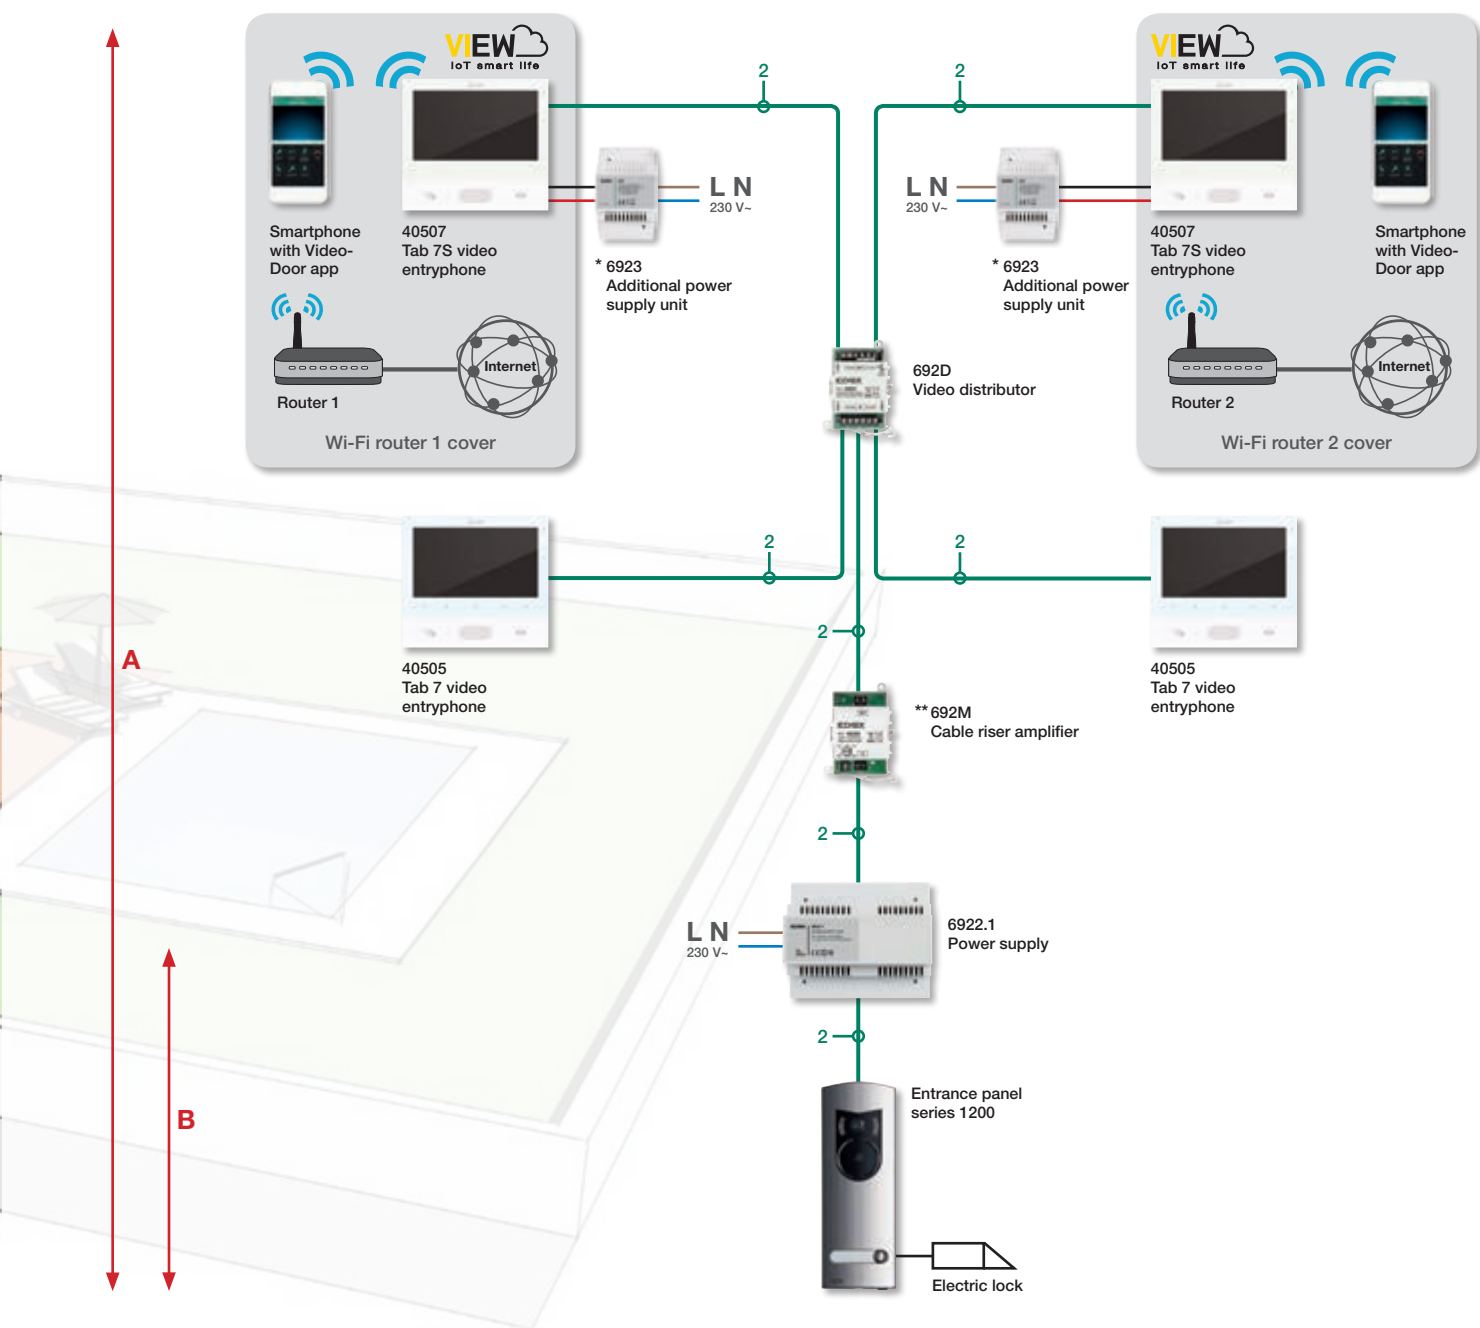 VIEW
IoT smart life
Smartphone
with Video-
Door app
40507
Tab 7S video
entryphone
2
L N
230 V~
* 6923
Additional power
supply unit
Router 1
Internet
Wi-Fi router 1 cover
2
L N
230 V~
* 6923
Additional power
supply unit
VIEW
IoT smart life
40507
Tab 7S video
entryphone
Smartphone
with Video-
Door app
Router 2
Internet
Wi-Fi router 2 cover
692D
Video distributor
2
2
40505
Tab 7 video
entryphone
40505
Tab 7 video
entryphone
2
A
** 692M
Cable riser amplifier
2
L N
230 V~
6922.1
Power supply
2
B
Entrance panel
series 1200
Electric lock